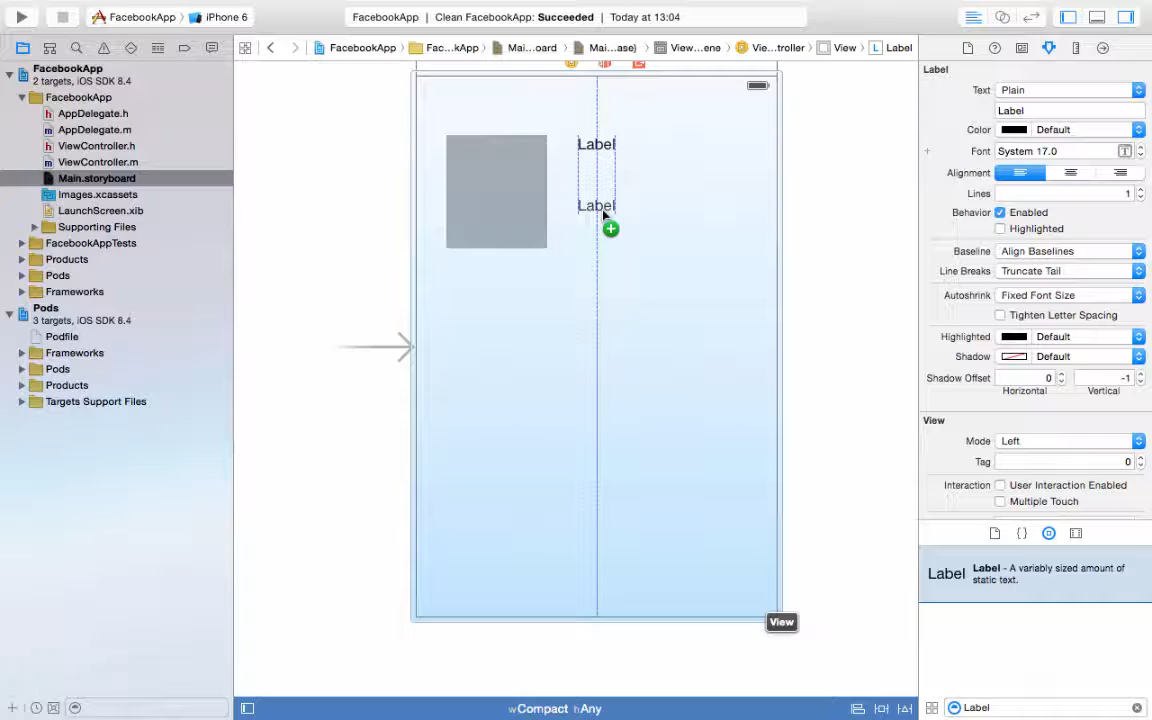 FacebookApp iPhone 6
FacebookApp | Clean FacebookApp: Succeeded | Today at 13:04
FacebookApp Fac...kApp Mai...oard Mai...ase) View...ene Vie...troller View L Label
FacebookApp
2 targets, iOS SDK 8.4
FacebookApp
h AppDelegate.h
m AppDelegate.m
h ViewController.h
m ViewController.m
Main.storyboard
Images.xcassets
LaunchScreen.xib
Supporting Files
FacebookAppTests
Products
Pods
Frameworks
Pods
3 targets, iOS SDK 8.4
Podfile
Frameworks
Pods
Products
Targets Support Files
Label
Label
View
wCompact hAny
Label
Text Plain
Label
Color Default
Font System 17.0 T
Alignment
Lines 1
Behavior Enabled
Highlighted
Baseline Align Baselines
Line Breaks Truncate Tail
Autoshrink Fixed Font Size
Tighten Letter Spacing
Highlighted Default
Shadow Default
Shadow Offset 0 -1
Horizontal Vertical
View
Mode Left
Tag 0
Interaction User Interaction Enabled
Multiple Touch
Label Label - A variably sized amount of
static text.
Label